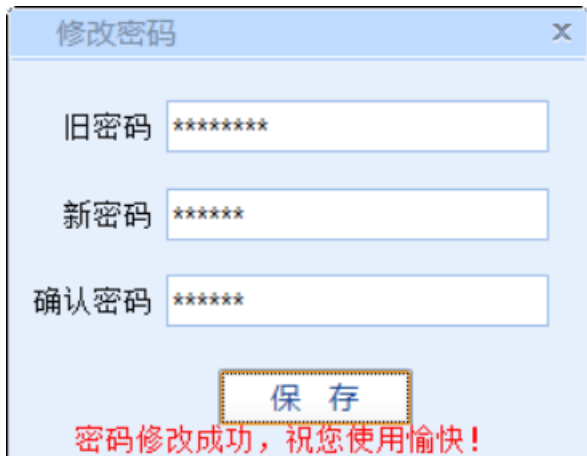 修改密码 x
旧密码 ********
新密码 ******
确认密码 ******
保 存
密码修改成功，祝您使用愉快！